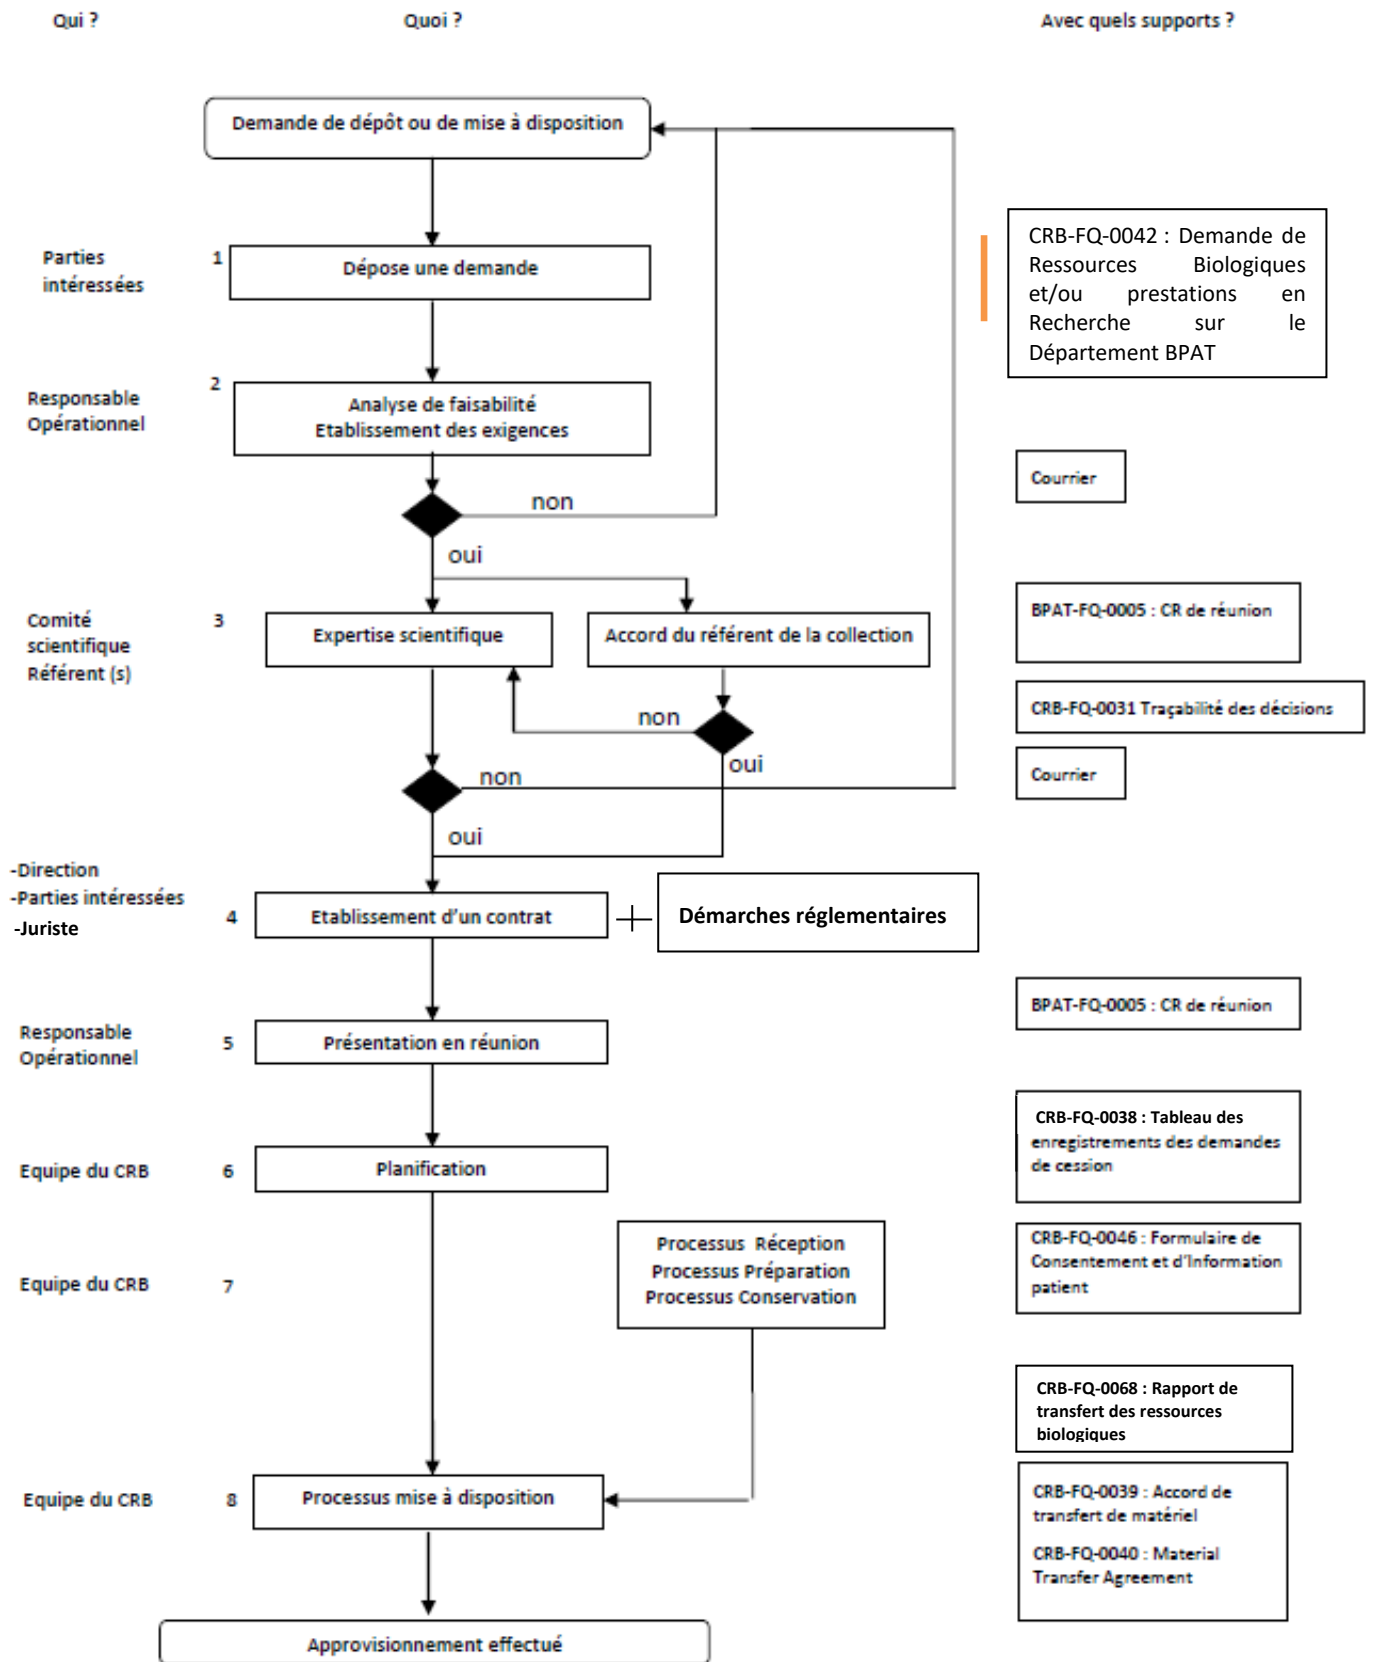 Qui ?
Quoi ?
Avec quels supports ?
Demande de dépôt ou de mise à disposition
Parties
intéressées
1
Dépose une demande
CRB-FQ-0042 : Demande de
Ressources Biologiques
et/ou prestations en
Recherche sur le
Département BPAT
Responsable
Opérationnel
2
Analyse de faisabilité
Etablissement des exigences
Courrier
non
oui
Comité
scientifique
Référent (s)
3
Expertise scientifique
Accord du référent de la collection
BPAT-FQ-0005 : CR de réunion
CRB-FQ-0031 Traçabilité des décisions
non
oui
Courrier
non
oui
-Direction
-Parties intéressées
-Juriste
4
Etablissement d'un contrat
Démarches réglementaires
BPAT-FQ-0005 : CR de réunion
Responsable
Opérationnel
5
Présentation en réunion
CRB-FQ-0038 : Tableau des
enregistrements des demandes
de cession
Equipe du CRB
6
Planification
Processus Réception
Processus Préparation
Processus Conservation
CRB-FQ-0046 : Formulaire de
Consentement et d'Information
patient
Equipe du CRB
7
CRB-FQ-0068 : Rapport de
transfert des ressources
biologiques
Equipe du CRB
8
Processus mise à disposition
CRB-FQ-0039 : Accord de
transfert de matériel
CRB-FQ-0040 : Material
Transfer Agreement
Approvisionnement effectué